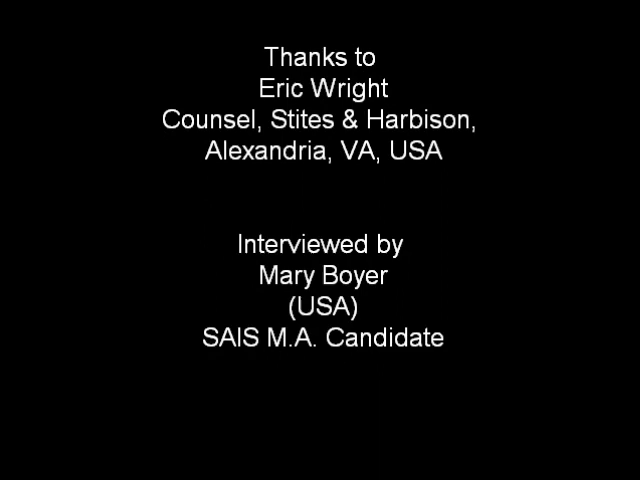 Thanks to
Eric Wright
Counsel, Stites & Harbison,
Alexandria, VA, USA
Interviewed by
Mary Boyer
(USA)
SAIS M.A. Candidate